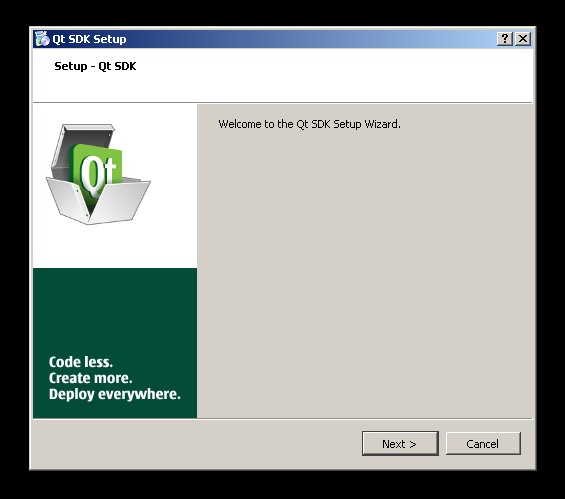 Qt SDK Setup
Setup - Qt SDK
Welcome to the Qt SDK Setup Wizard.
Qt
Code less.
Create more.
Deploy everywhere.
Next >
Cancel